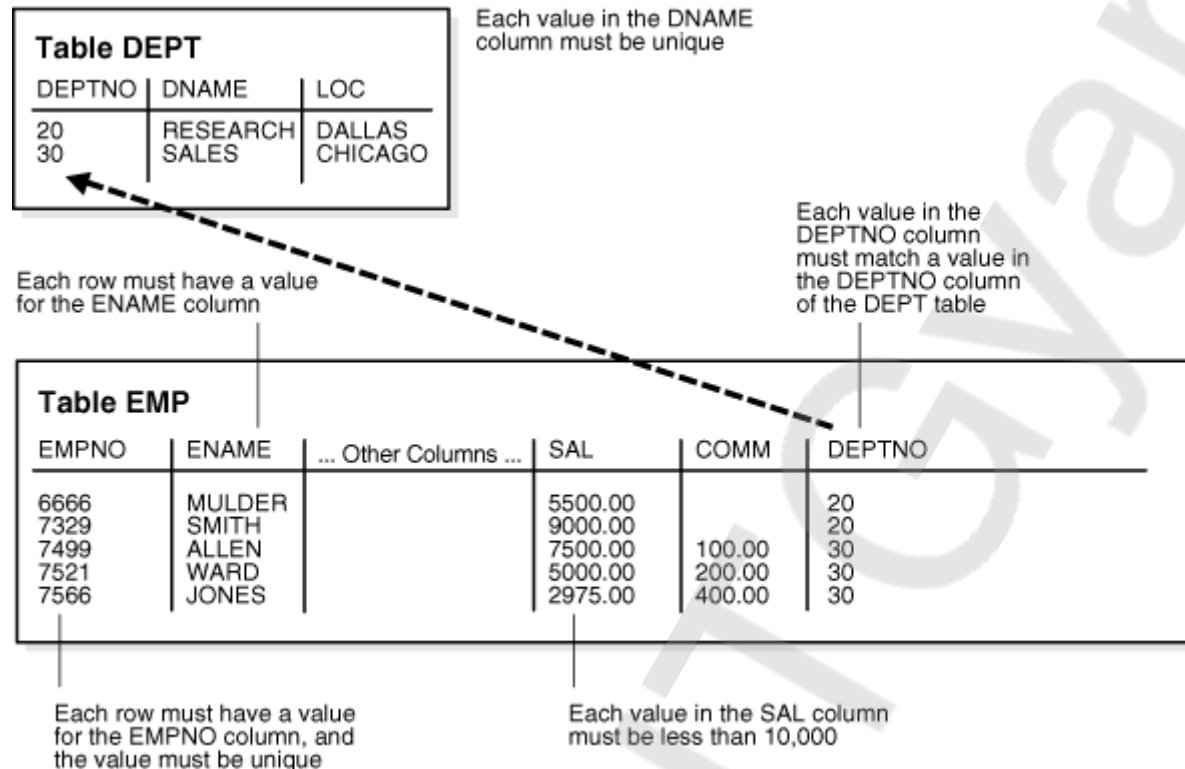 Each value in the DNAME
column must be unique
Table DEPT
DEPTNO DNAME LOC
20 RESEARCH DALLAS
30 SALES CHICAGO
Each value in the
DEPTNO column
must match a value in
the DEPTNO column
of the DEPT table
Each row must have a value
for the ENAME column
Table EMP
EMPNO ENAME ... Other Columns ... SAL COMM DEPTNO
6666 MULDER 5500.00 20
7329 SMITH 9000.00 20
7499 ALLEN 7500.00 100.00 30
7521 WARD 5000.00 200.00 30
7566 JONES 2975.00 400.00 30
Each row must have a value
for the EMPNO column, and
the value must be unique
Each value in the SAL column
must be less than 10,000